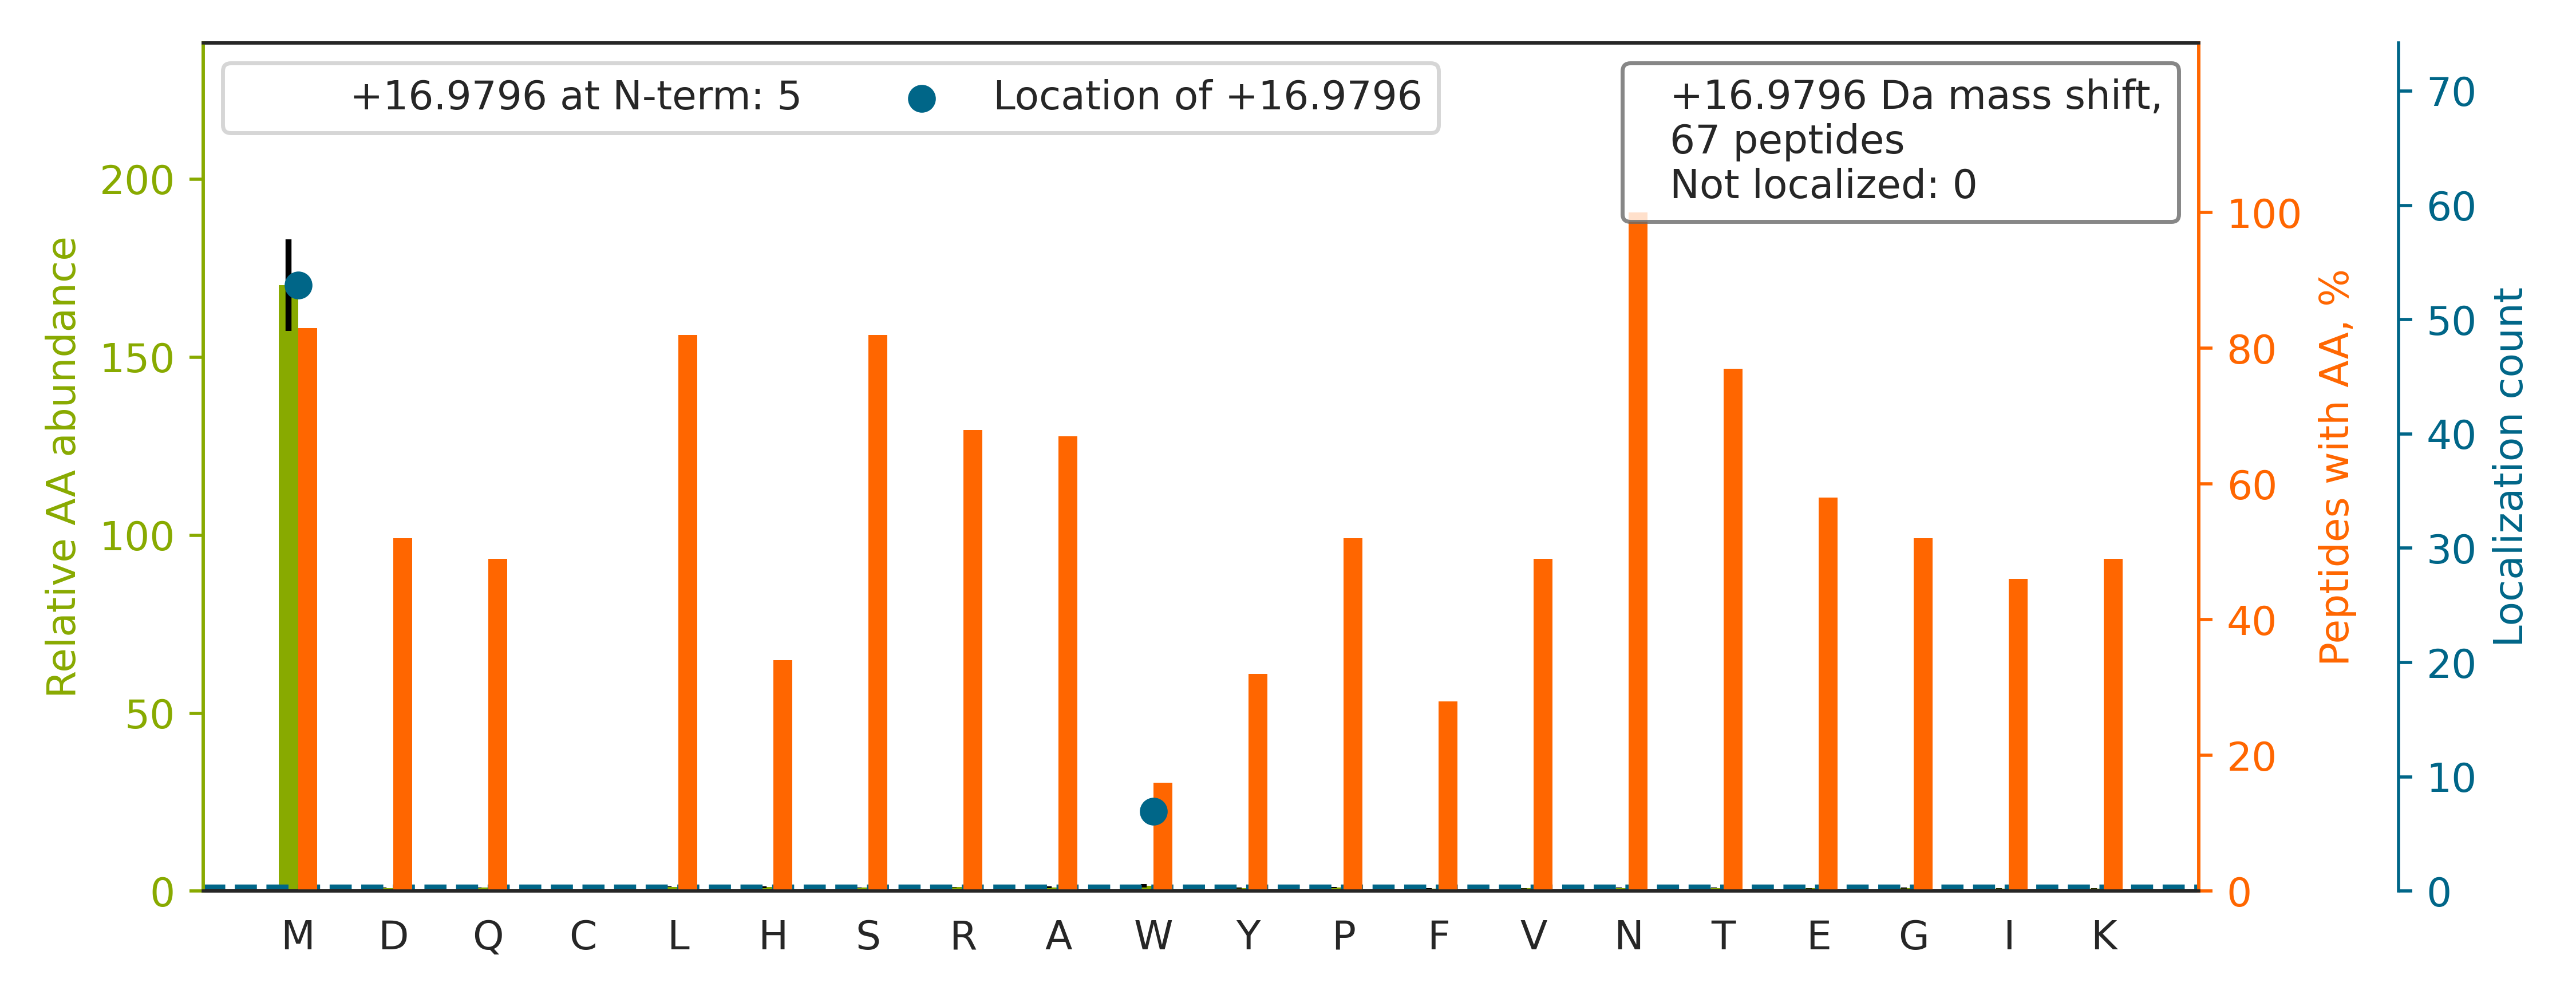 +16.9796 at N-term: 5
Location of +16.9796
+16.9796 Da mass shift,
67 peptides
Not localized: 0
Relative AA abundance
200
150
100
50
0
100
80
60
40
20
0
Peptides with AA, %
70
60
50
40
30
20
10
0
Localization count
M D Q C L H S R A W Y P F V N T E G I K